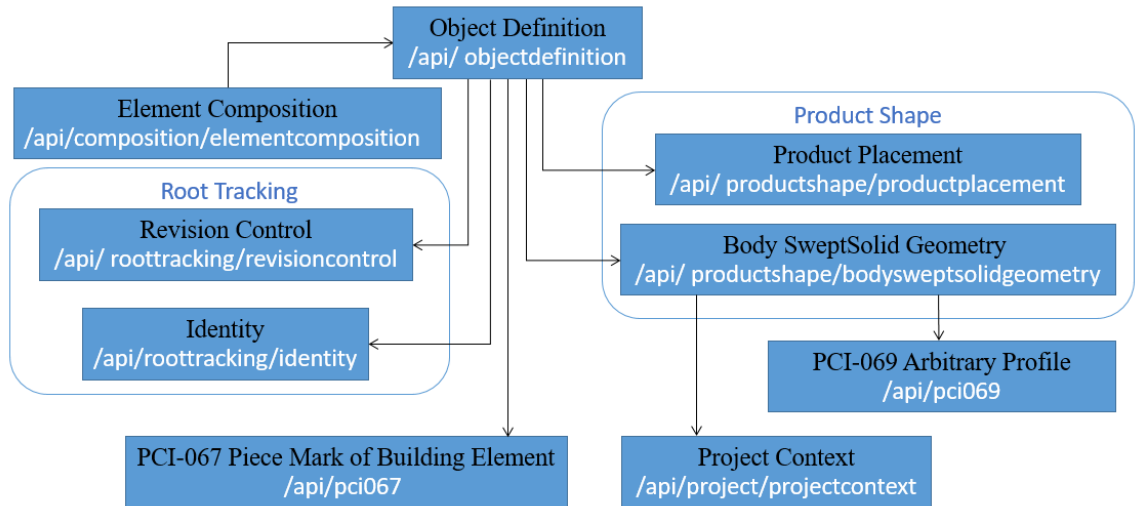 Object Definition
/api/ objectdefinition
Element Composition
/api/composition/elementcomposition
Product Shape
Product Placement
/api/ productshape/productplacement
Root Tracking
Revision Control
/api/ roottracking/revisioncontrol
Body SweptSolid Geometry
/api/ productshape/bodysweptsolidgeometry
Identity
/api/roottracking/identity
PCI-069 Arbitrary Profile
/api/pci069
PCI-067 Piece Mark of Building Element
/api/pci067
Project Context
/api/project/projectcontext